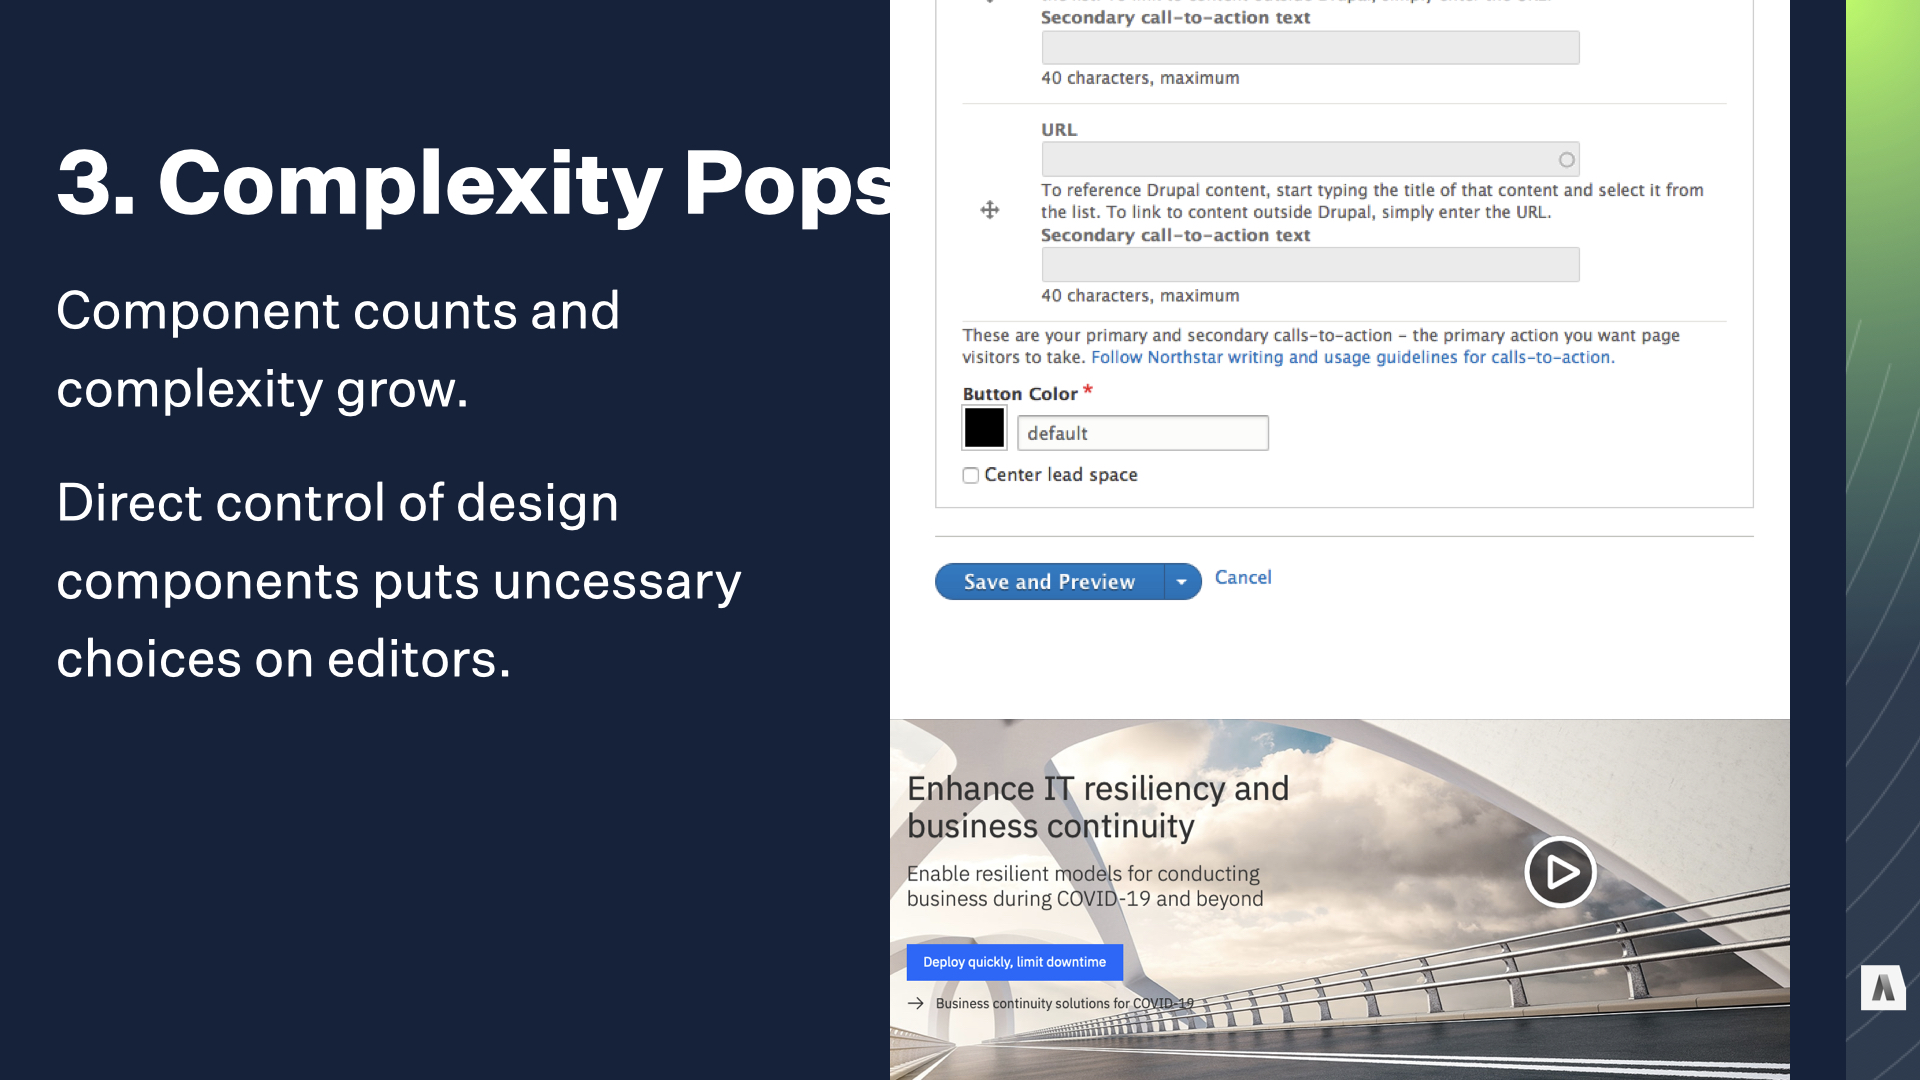 3. Complexity Pops
Component counts and
complexity grow.
Direct control of design
components puts uncessary
choices on editors.
Secondary call-to-action text
40 characters, maximum
URL
To reference Drupal content, start typing the title of that content and select it from
the list. To link to content outside Drupal, simply enter the URL.
Secondary call-to-action text
40 characters, maximum
These are your primary and secondary calls-to-action – the primary action you want page
visitors to take. Follow Northstar writing and usage guidelines for calls-to-action.
Button Color *
default
Center lead space
Save and Preview
Cancel
Enhance IT resiliency and
business continuity
Enable resilient models for conducting
business during COVID-19 and beyond
Deploy quickly, limit downtime
→ Business continuity solutions for COVID-19